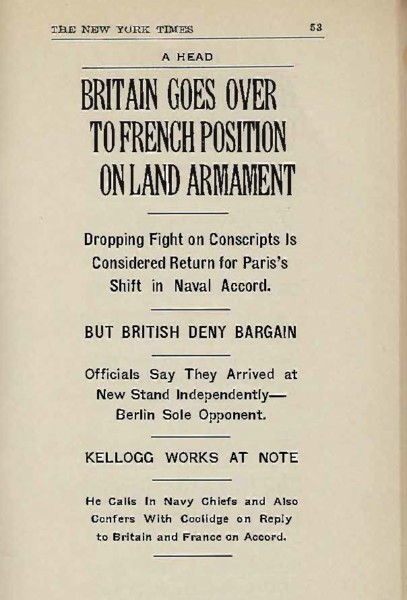 THE NEW YORK TIMES 53
A HEAD
BRITAIN GOES OVER
TO FRENCH POSITION
ON LAND ARMAMENT
Dropping Fight on Conscripts Is
Considered Return for Paris's
Shift in Naval Accord.
BUT BRITISH DENY BARGAIN
Officials Say They Arrived at
New Stand Independently—
Berlin Sole Opponent.
KELLOGG WORKS AT NOTE
He Calls In Navy Chiefs and Also
Confers With Coolidge on Reply
to Britain and France on Accord.